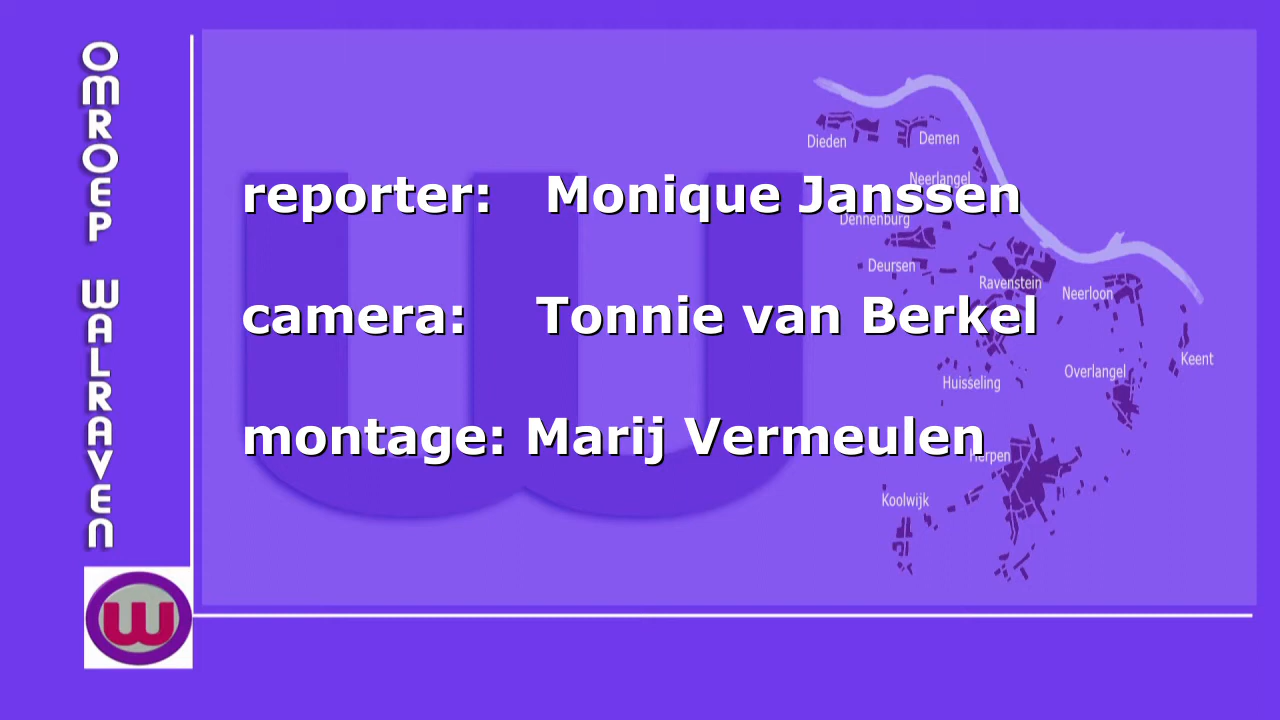 OMROEP WALRAVEN
W
reporter: Monique Janssen
camera: Tonnie van Berkel
montage: Marij Vermeulen
Dieden
Demen
Neerlangel
Dennenburg
Deursen
Ravenstein
Neerloon
Keent
Overlangel
Huisseling
Herpen
Koolwijk